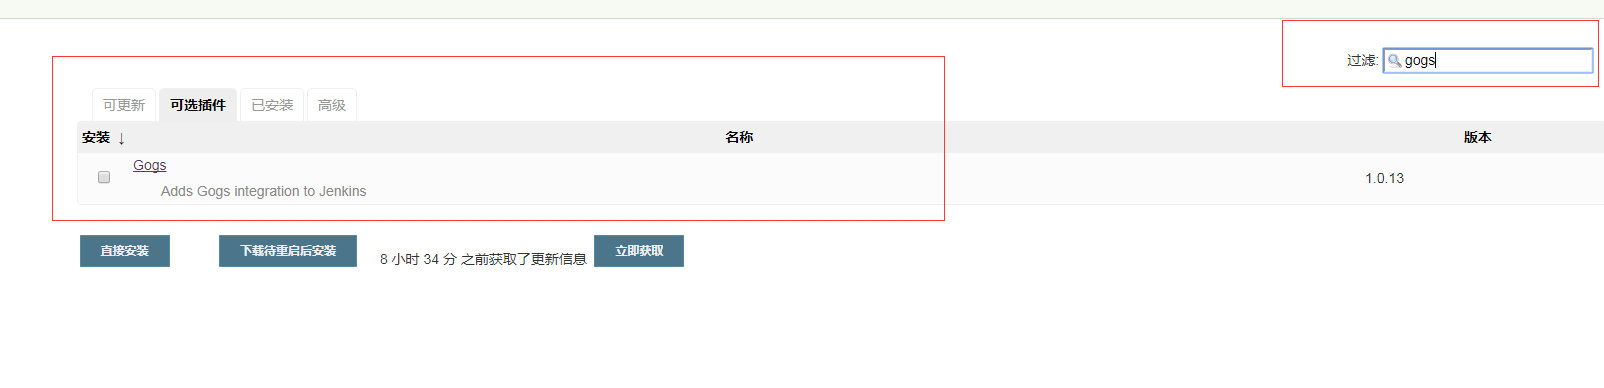 过滤: gogs
可更新 可选插件 已安装 高级
安装 ↓ 名称 版本
Gogs
Adds Gogs integration to Jenkins
1.0.13
直接安装 下载待重启后安装 8 小时 34 分 之前获取了更新信息 立即获取